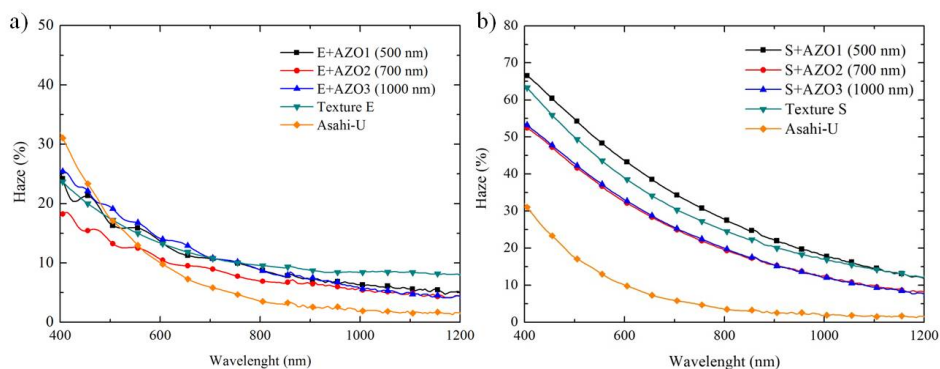 a)
50
40
30
20
10
0
Haze (%)
E+AZO1 (500 nm)
E+AZO2 (700 nm)
E+AZO3 (1000 nm)
Texture E
Asahi-U
400 600 800 1000 1200
Wavelenght (nm)
b)
80
70
60
50
40
30
20
10
0
Haze (%)
S+AZO1 (500 nm)
S+AZO2 (700 nm)
S+AZO3 (1000 nm)
Texture S
Asahi-U
400 600 800 1000 1200
Wavelenght (nm)